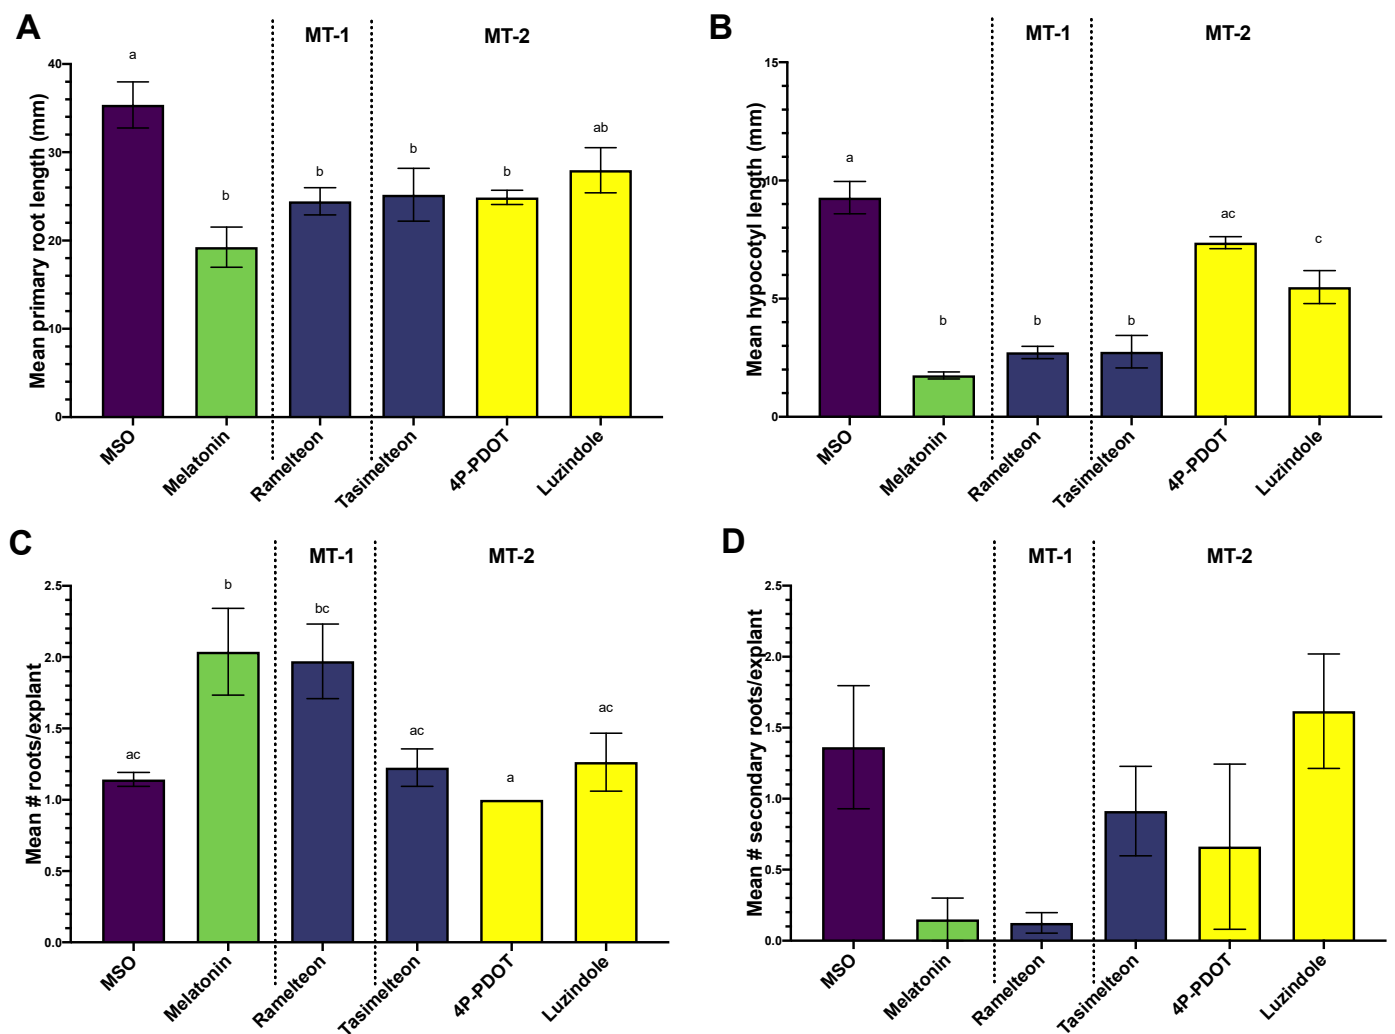 A
MT-1
MT-2
Mean primary root length (mm)
40
30
20
10
0
a
b
b
b
b
ab
MSO
Melatonin
Ramelteon
Tasimelteon
4P-PDOT
Luzindole
B
MT-1
MT-2
Mean hypocotyl length (mm)
15
10
5
0
a
b
b
b
ac
c
MSO
Melatonin
Ramelteon
Tasimelteon
4P-PDOT
Luzindole
C
MT-1
MT-2
Mean # roots/explant
2.5
2.0
1.5
1.0
0.5
0.0
ac
b
bc
ac
a
ac
MSO
Melatonin
Ramelteon
Tasimelteon
4P-PDOT
Luzindole
D
MT-1
MT-2
Mean # secondary roots/explant
2.5
2.0
1.5
1.0
0.5
0.0
MSO
Melatonin
Ramelteon
Tasimelteon
4P-PDOT
Luzindole